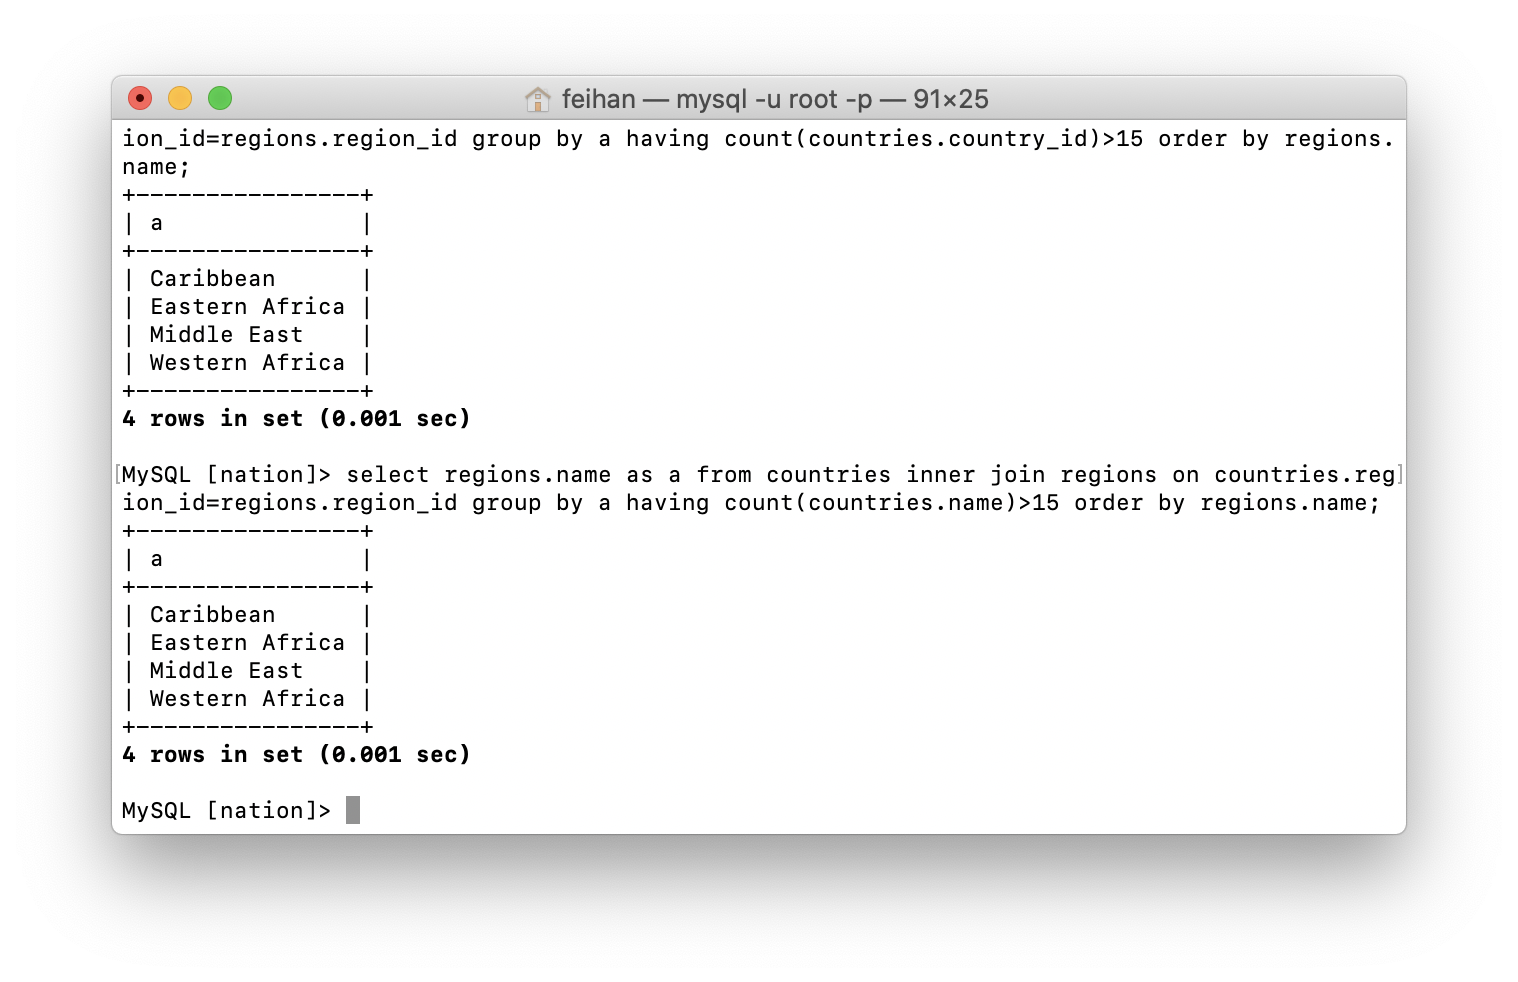 feihan — mysql -u root -p — 91×25
ion_id=regions.region_id group by a having count(countries.country_id)>15 order by regions.
name;
+----------------+
| a              |
+----------------+
| Caribbean      |
| Eastern Africa |
| Middle East    |
| Western Africa |
+----------------+
4 rows in set (0.001 sec)
[MySQL [nation]> select regions.name as a from countries inner join regions on countries.reg]
ion_id=regions.region_id group by a having count(countries.name)>15 order by regions.name;
+----------------+
| a              |
+----------------+
| Caribbean      |
| Eastern Africa |
| Middle East    |
| Western Africa |
+----------------+
4 rows in set (0.001 sec)
MySQL [nation]>